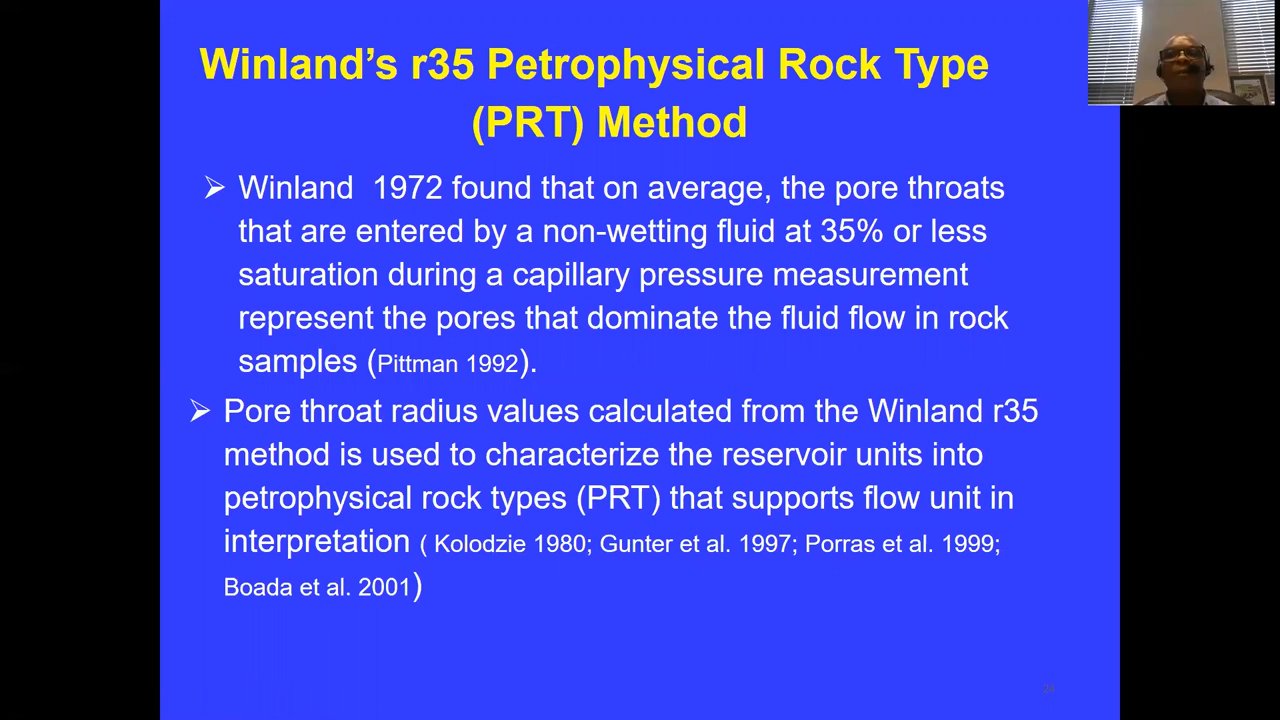 Winland's r35 Petrophysical Rock Type
(PRT) Method
➢ Winland  1972 found that on average, the pore throats
that are entered by a non-wetting fluid at 35% or less
saturation during a capillary pressure measurement
represent the pores that dominate the fluid flow in rock
samples (Pittman 1992).
➢ Pore throat radius values calculated from the Winland r35
method is used to characterize the reservoir units into
petrophysical rock types (PRT) that supports flow unit in
interpretation ( Kolodzie 1980; Gunter et al. 1997; Porras et al. 1999;
Boada et al. 2001)